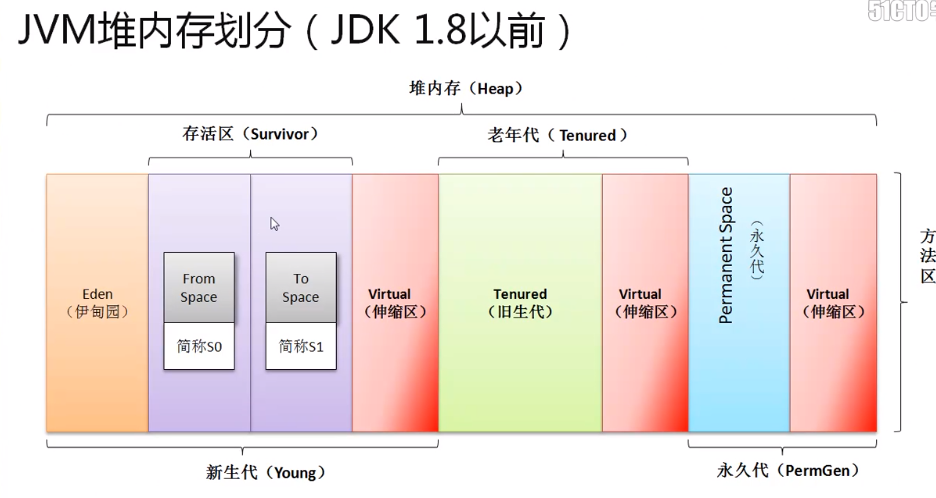 51CTO
JVM堆内存划分（JDK 1.8以前）
堆内存（Heap）
存活区（Survivor）
老年代（Tenured）
Eden
（伊甸园）
From
Space
简称S0
To
Space
简称S1
Virtual
（伸缩区）
Tenured
（旧生代）
Virtual
（伸缩区）
Permanent Space
（永久代）
Virtual
（伸缩区）
方法区
新生代（Young）
永久代（PermGen）